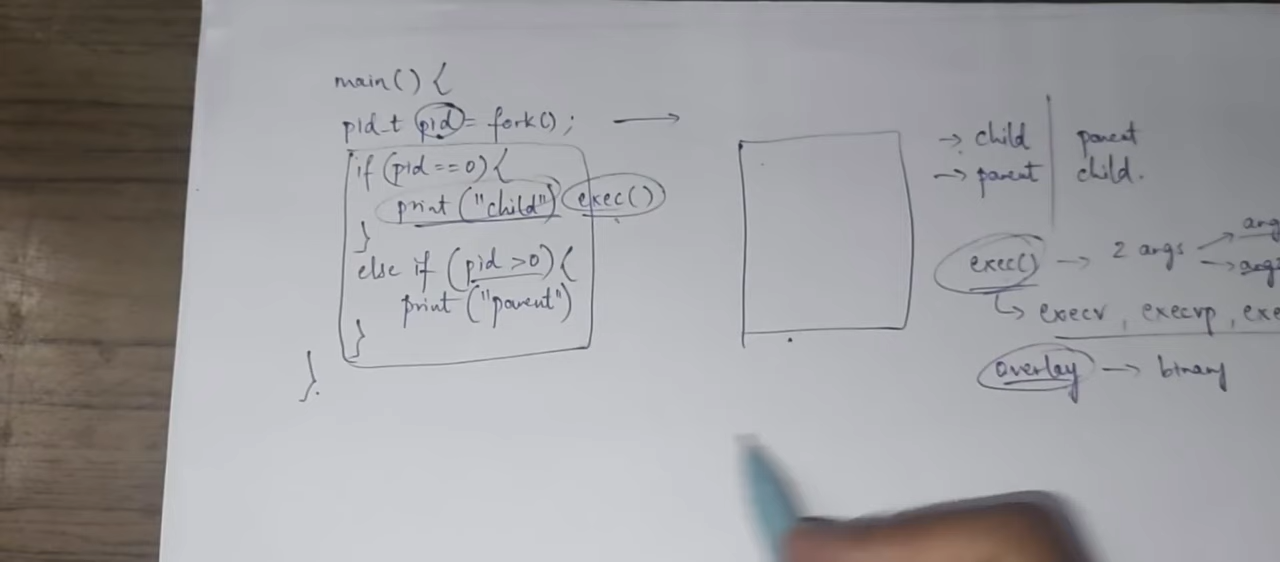 main() {
pid_t pid = fork(); →
if (pid==0) {
print ("child") exec()
}
else if (pid >0) {
print ("parent")
}
}.
→ child | parent
→ parent | child.
exec() → 2 args
execv, execvp,
overlay → binary